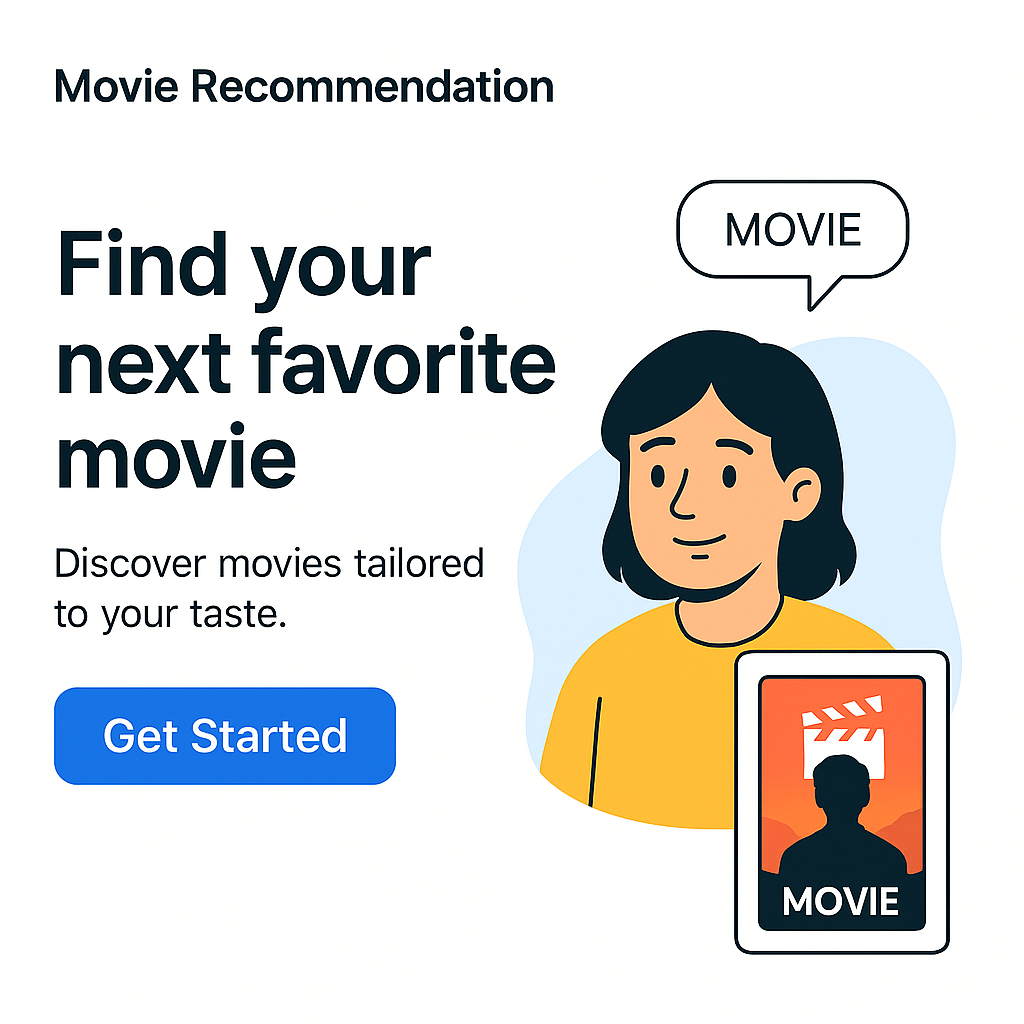 Movie Recommendation
MOVIE
Find your
next favorite
movie
Discover movies tailored
to your taste.
Get Started
MOVIE